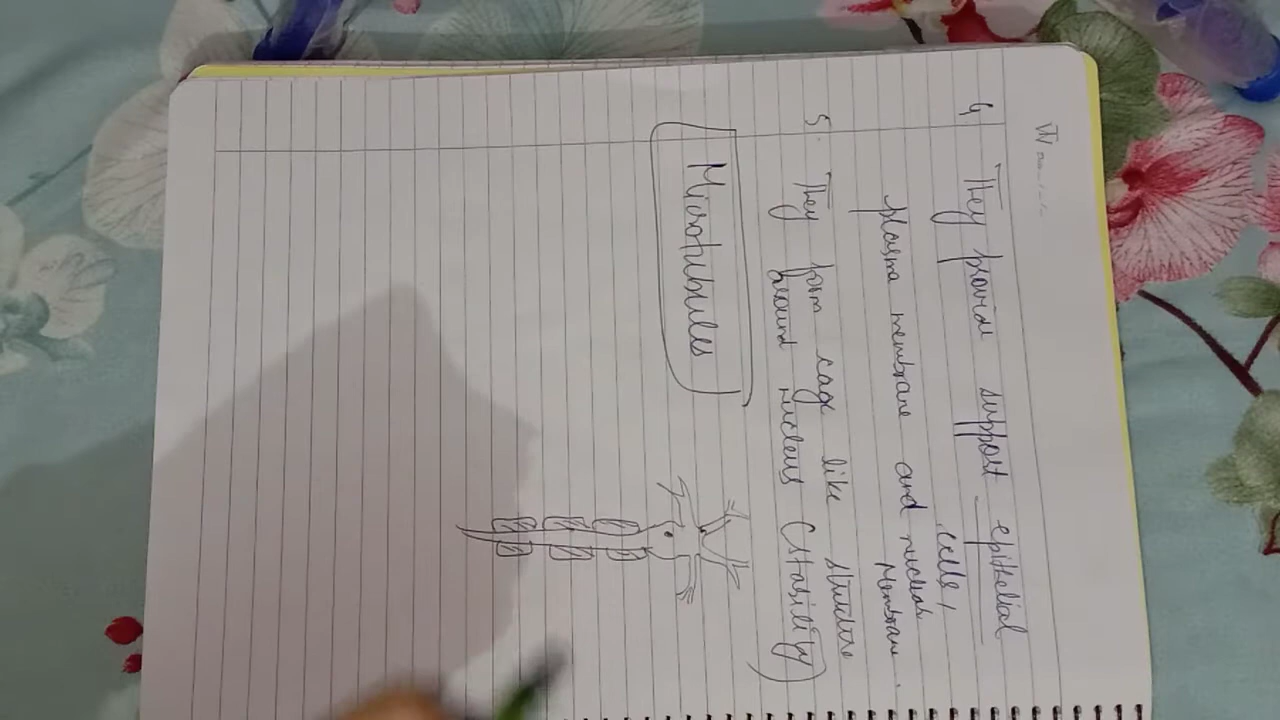 4 They provide support epithelial
cells,
plasma membrane and nuclear
Membrane.
5. They form cage like structure
around nucleus (stability)
Microtubules